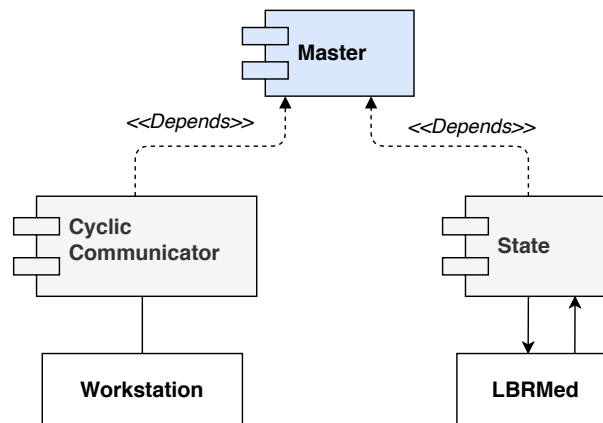 Master
<<Depends>>
<<Depends>>
Cyclic
Communicator
State
Workstation
LBRMed